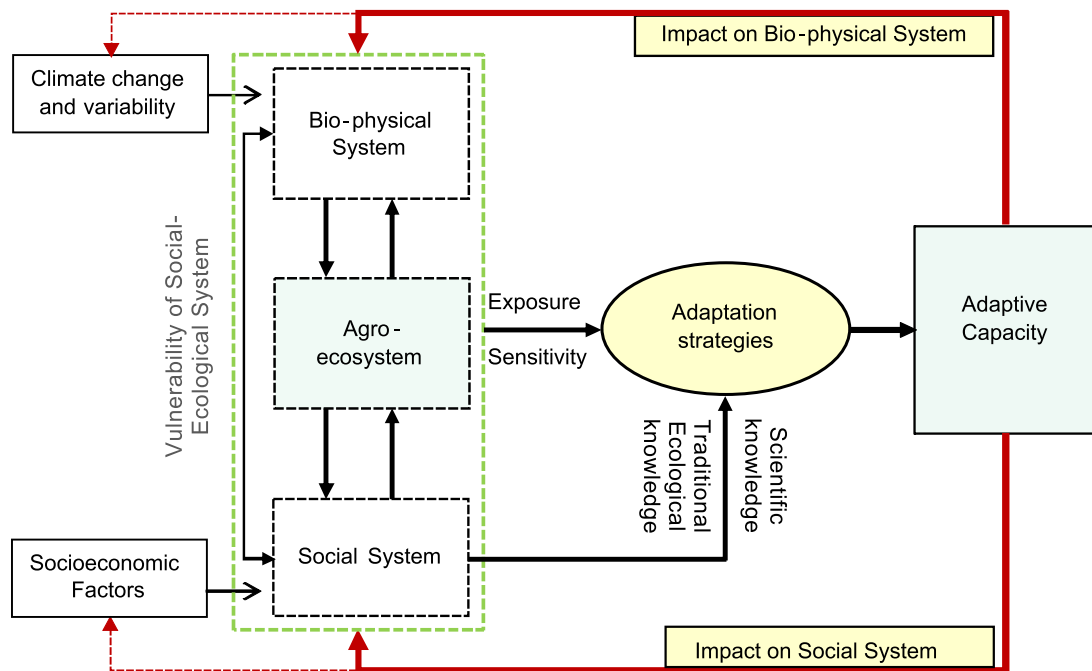 Impact on Bio-physical System
Climate change
and variability
Bio-physical
System
Vulnerability of Social-
Ecological System
Agro-
ecosystem
Exposure
Sensitivity
Adaptation
strategies
Adaptive
Capacity
Scientific
knowledge
Traditional
Ecological
knowledge
Social System
Socioeconomic
Factors
Impact on Social System